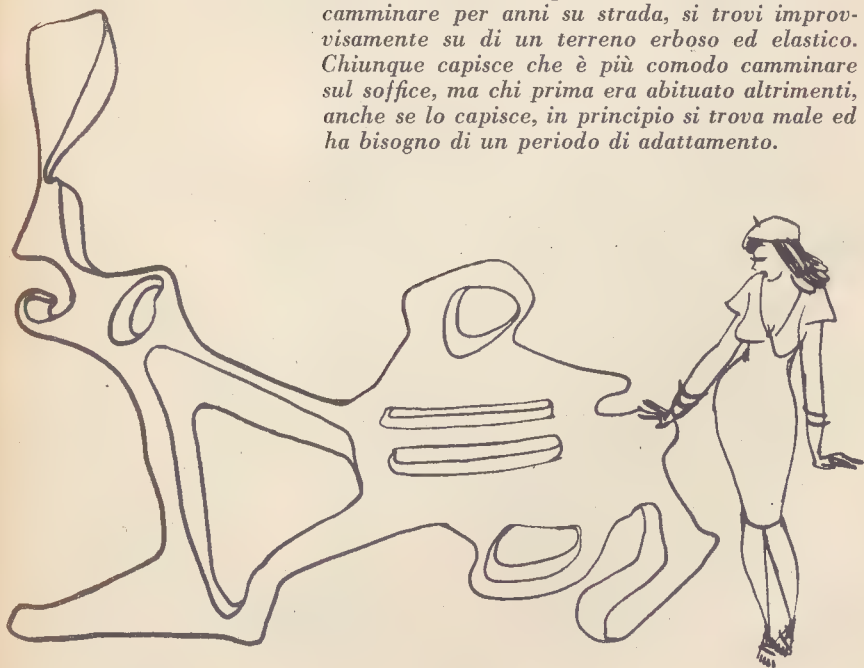 camminare per anni su strada, si trovi improv-
visamente su di un terreno erboso ed elastico.
Chiunque capisce che è più comodo camminare
sul soffice, ma chi prima era abituato altrimenti,
anche se lo capisce, in principio si trova male ed
ha bisogno di un periodo di adattamento.